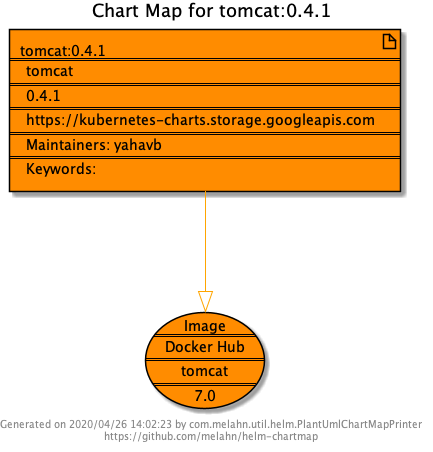 Chart Map for tomcat:0.4.1
tomcat:0.4.1
tomcat
0.4.1
https://kubernetes-charts.storage.googleapis.com
Maintainers: yahavb
Keywords:
Image
Docker Hub
tomcat
7.0
Generated on 2020/04/26 14:02:23 by com.melahn.util.helm.PlantUmlChartMapPrinter
https://github.com/melahn/helm-chartmap